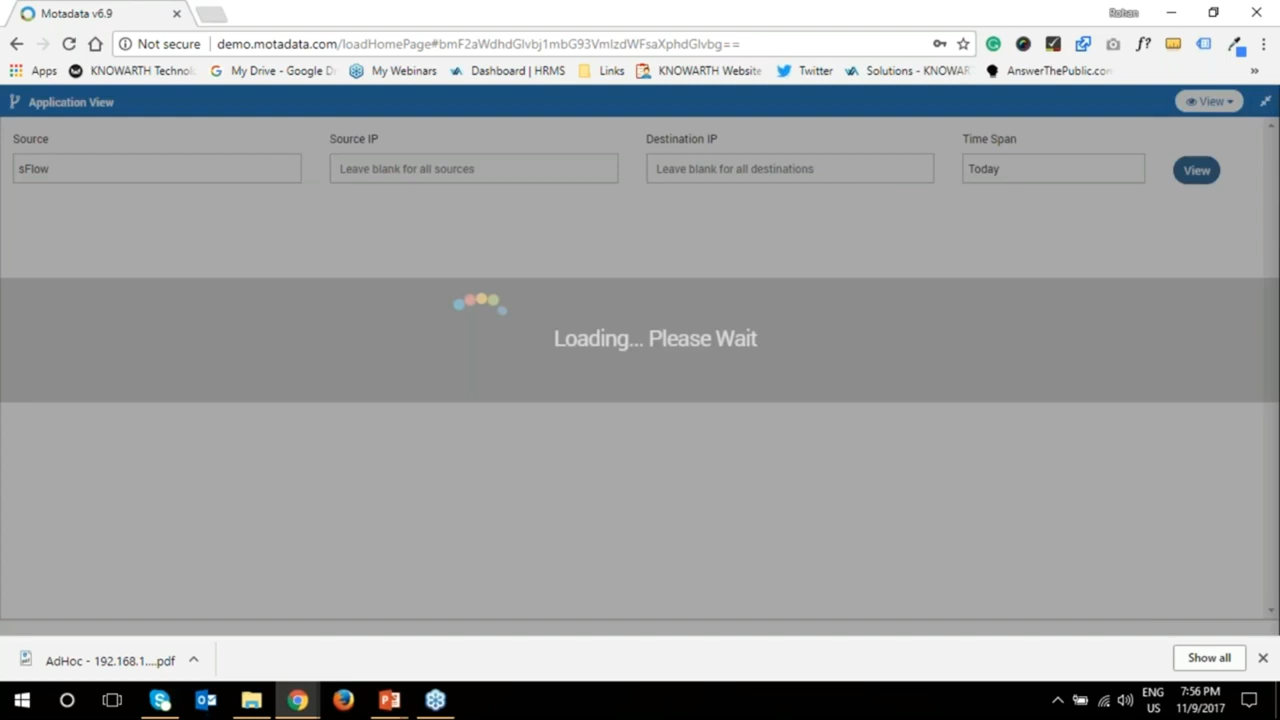 Motadata v6.9
Rohan
Not secure
demo.motadata.com/loadHomePage#bmF2aWdhdGlvbj1mbG93VmlzdWFsaXphdGlvbg==
Apps
KNOWARTH Technol
My Drive - Google Dr
My Webinars
Dashboard | HRMS
Links
KNOWARTH Website
Twitter
Solutions - KNOWAR
AnswerThePublic.com
»
Application View
View
Source
Source IP
Destination IP
Time Span
sFlow
Leave blank for all sources
Leave blank for all destinations
Today
View
Loading... Please Wait
AdHoc - 192.168.1....pdf
Show all
ENG
US
7:56 PM
11/9/2017